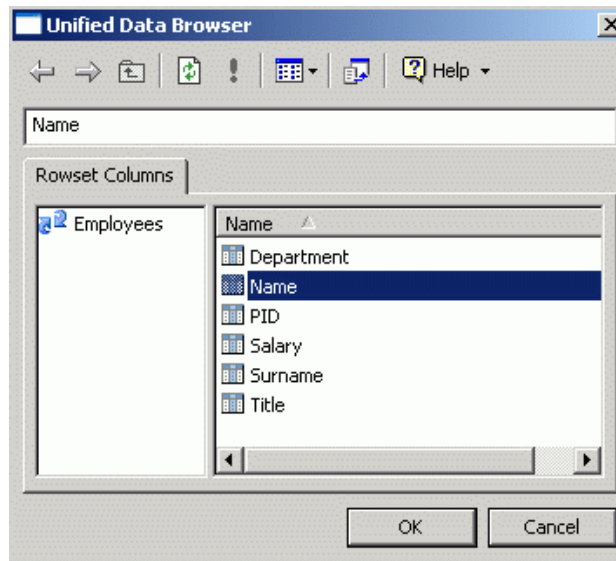 Unified Data Browser
Help
Name
Rowset Columns
Employees
Name
Department
Name
PID
Salary
Surname
Title
OK
Cancel